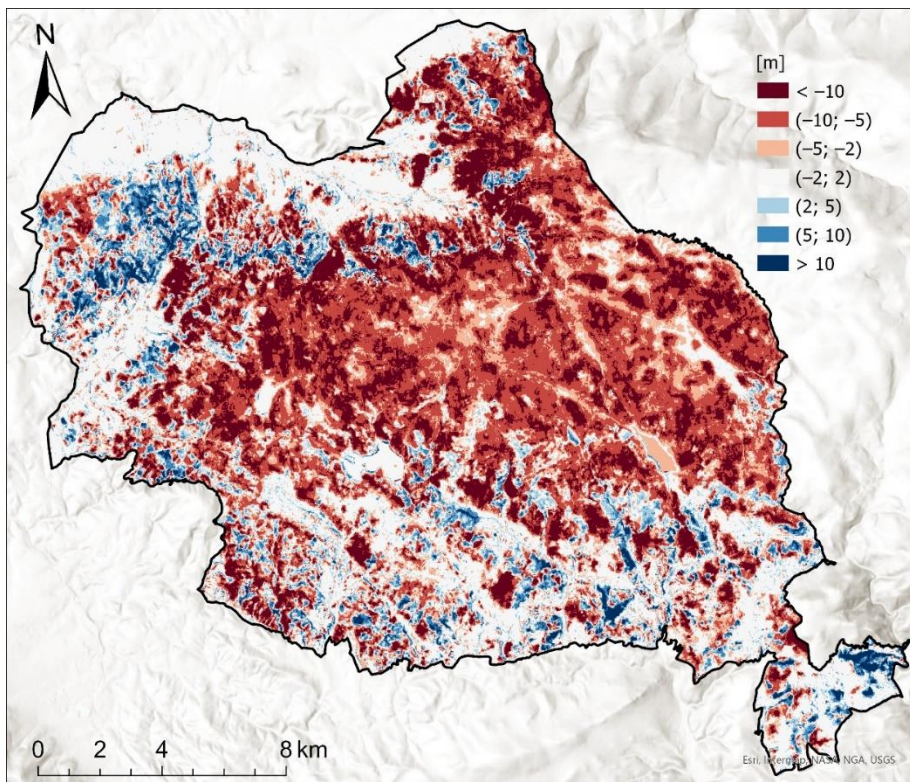 N
[m]
< –10
(–10; –5)
(–5; –2)
(–2; 2)
(2; 5)
(5; 10)
> 10
0 2 4 8 km
Esri, Intermap, NASA, NGA, USGS